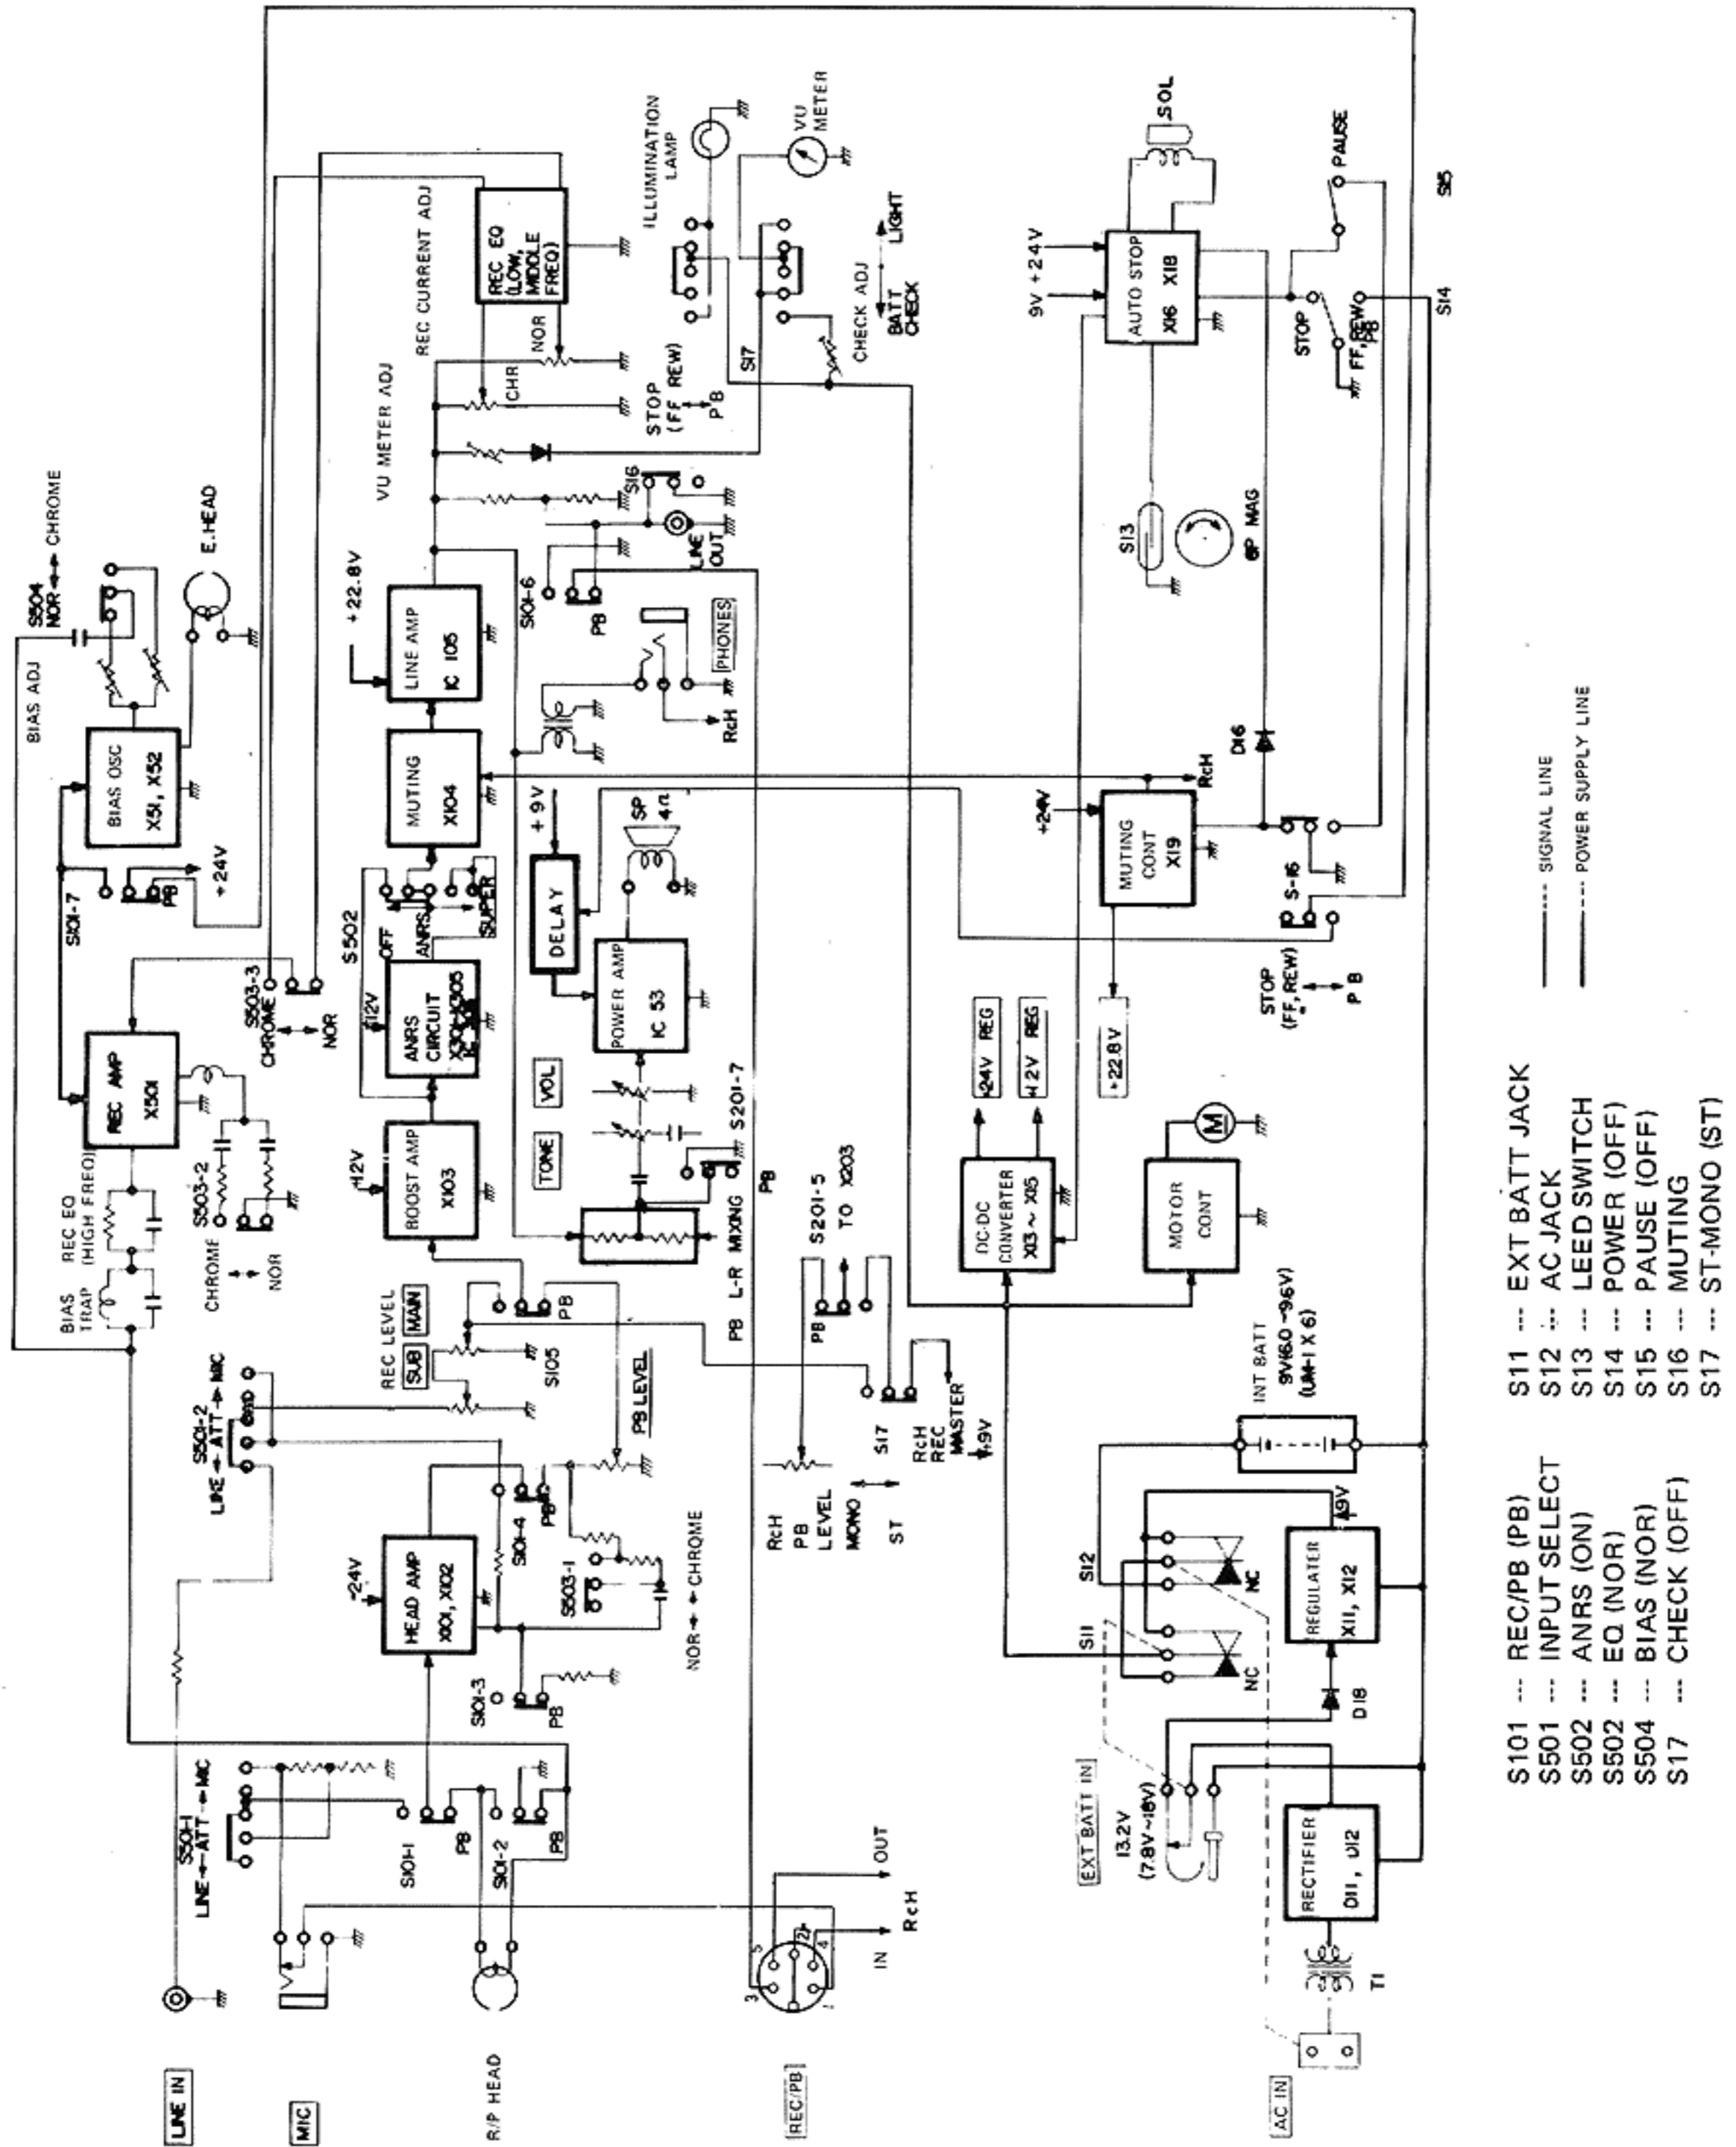 LINE IN
MIC
R/P HEAD
REC/PB
AC IN
S501-1
LINE ATT MIC
S101-1
PB
S101-2
PB
3
5
2
4
1
IN
OUT
RcH
T1
RECTIFIER
D11, D12
EXT BATT IN
13.2V
(7.8V~18V)
D18
REGULATER
X11, X12
+9V
S11
NC
S12
NC
INT BATT
9V(6.0~9.6V)
(UM-1 X 6)
S101-3
PB
-24V
HEAD AMP
X101, X102
S101-4
PB
S503-1
NOR CHROME
S501-2
LINE ATT MIC
REC LEVEL
SUB
MAIN
S105
PB LEVEL
PB
RcH
PB
LEVEL
MONO
ST
S17
RcH
REC
MASTER
+9V
S201-5
PB
TO X203
BIAS
TRAP
REC EQ
(HIGH FREQ)
CHROME
NOR
S503-2
REC AMP
X501
S503-3
CHROME
NOR
S101-7
PB
+24V
BIAS OSC
X51, X52
BIAS ADJ
S504
NOR CHROME
E.HEAD
+12V
BOOST AMP
X103
+12V
ANRS
CIRCUIT
S502
OFF
ANRS
SUPER
MUTING
X104
+22.8V
LINE AMP
IC 105
VU METER ADJ
REC CURRENT ADJ
CHR
NOR
REC EQ
(LOW,
MIDDLE
FREQ)
PB L-R MIXING
TONE
VOL
S201-7
PB
POWER AMP
IC 53
DELAY
+9V
SP
4Ω
PHONES
RcH
S101-6
PB
LINE
OUT
S16
STOP
(FF REW)
PB
S17
ILLUMINATION
LAMP
VU
METER
CHECK ADJ
BATT
CHECK
LIGHT
DC-DC
CONVERTER
X13~X15
+24V REG
+12V REG
+22.8V
MOTOR
CONT
M
+24V
MUTING
CONT
X19
RcH
D16
S-16
STOP
(FF, REW)
PB
S13
6P MAG
9V +24V
AUTO STOP
X16 X18
SOL
STOP
FF, REW
PB
PAUSE
S14
S15
SIGNAL LINE
POWER SUPPLY LINE
S101 --- REC/PB (PB)
S501 --- INPUT SELECT
S502 --- ANRS (ON)
S502 --- EQ (NOR)
S504 --- BIAS (NOR)
S17 --- CHECK (OFF)
S11 --- EXT BATT JACK
S12 --- AC JACK
S13 --- LEED SWITCH
S14 --- POWER (OFF)
S15 --- PAUSE (OFF)
S16 --- MUTING
S17 --- ST-MONO (ST)